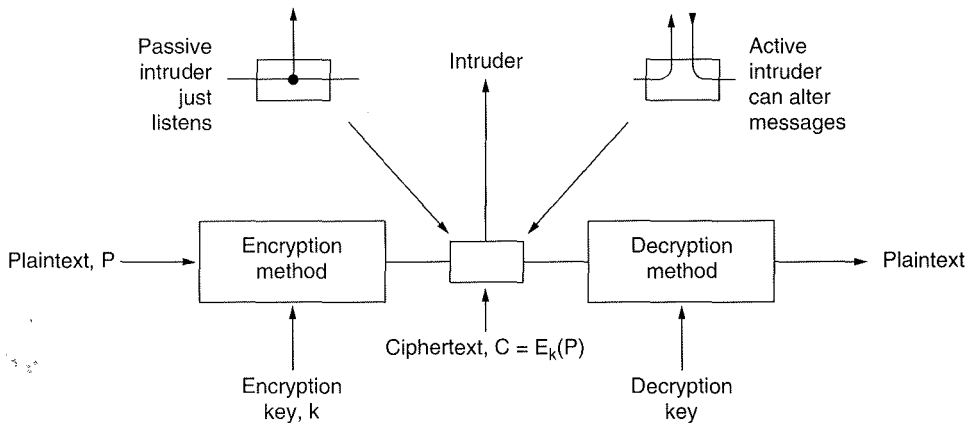 Passive
intruder
just
listens
Intruder
Active
intruder
can alter
messages
Plaintext, P
Encryption
method
Decryption
method
Plaintext
Ciphertext, C = Eₖ(P)
Encryption
key, k
Decryption
key